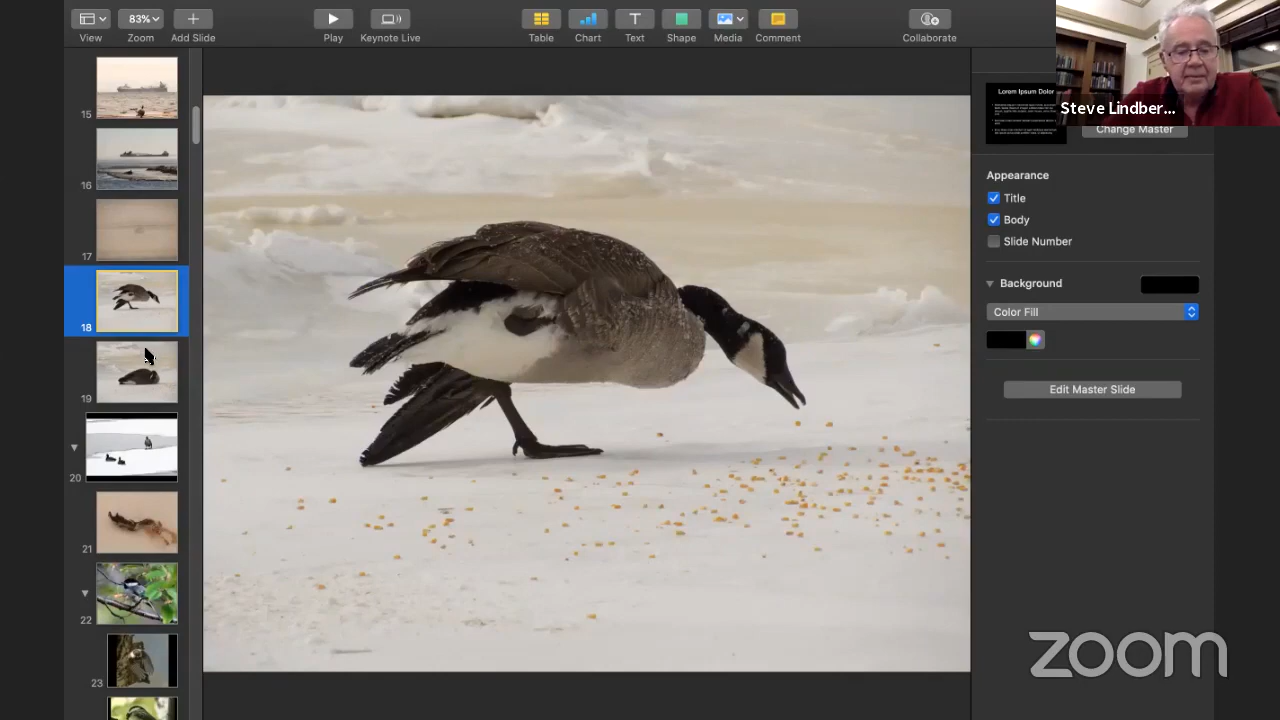 View
83%
Zoom
Add Slide
Play
Keynote Live
Table
Chart
Text
Shape
Media
Comment
Collaborate
Steve Lindber...
Lorem Ipsum Dolor
Change Master
Appearance
Title
Body
Slide Number
Background
Color Fill
Edit Master Slide
15
16
17
18
19
20
21
22
23
zoom